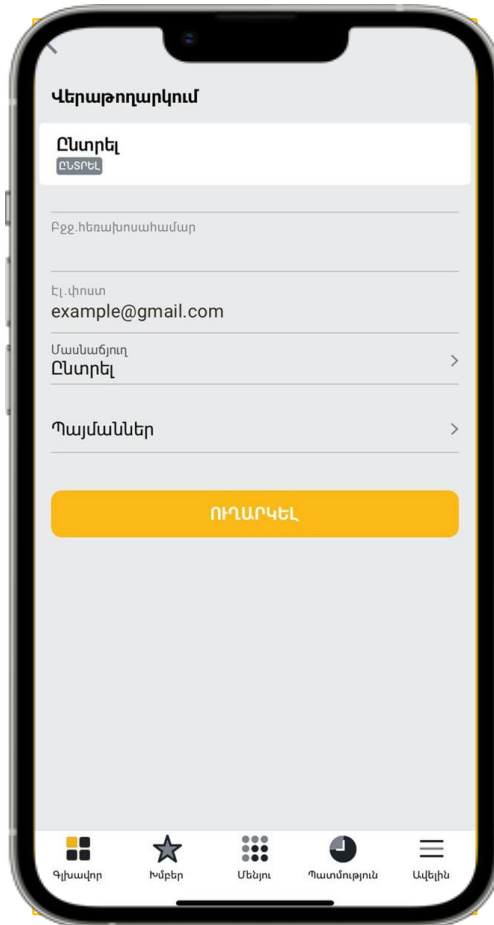 Վերաթողարկում
Ընտրել
ԸՆՏՐԵԼ
Բջջ.հեռախոսահամար
Էլ.փոստ
example@gmail.com
Մասնաճյուղ
Ընտրել
Պայմաններ
ՈՒՂԱՐԿԵԼ
Գլխավոր
Խմբեր
Մենյու
Պատմություն
Ավելին